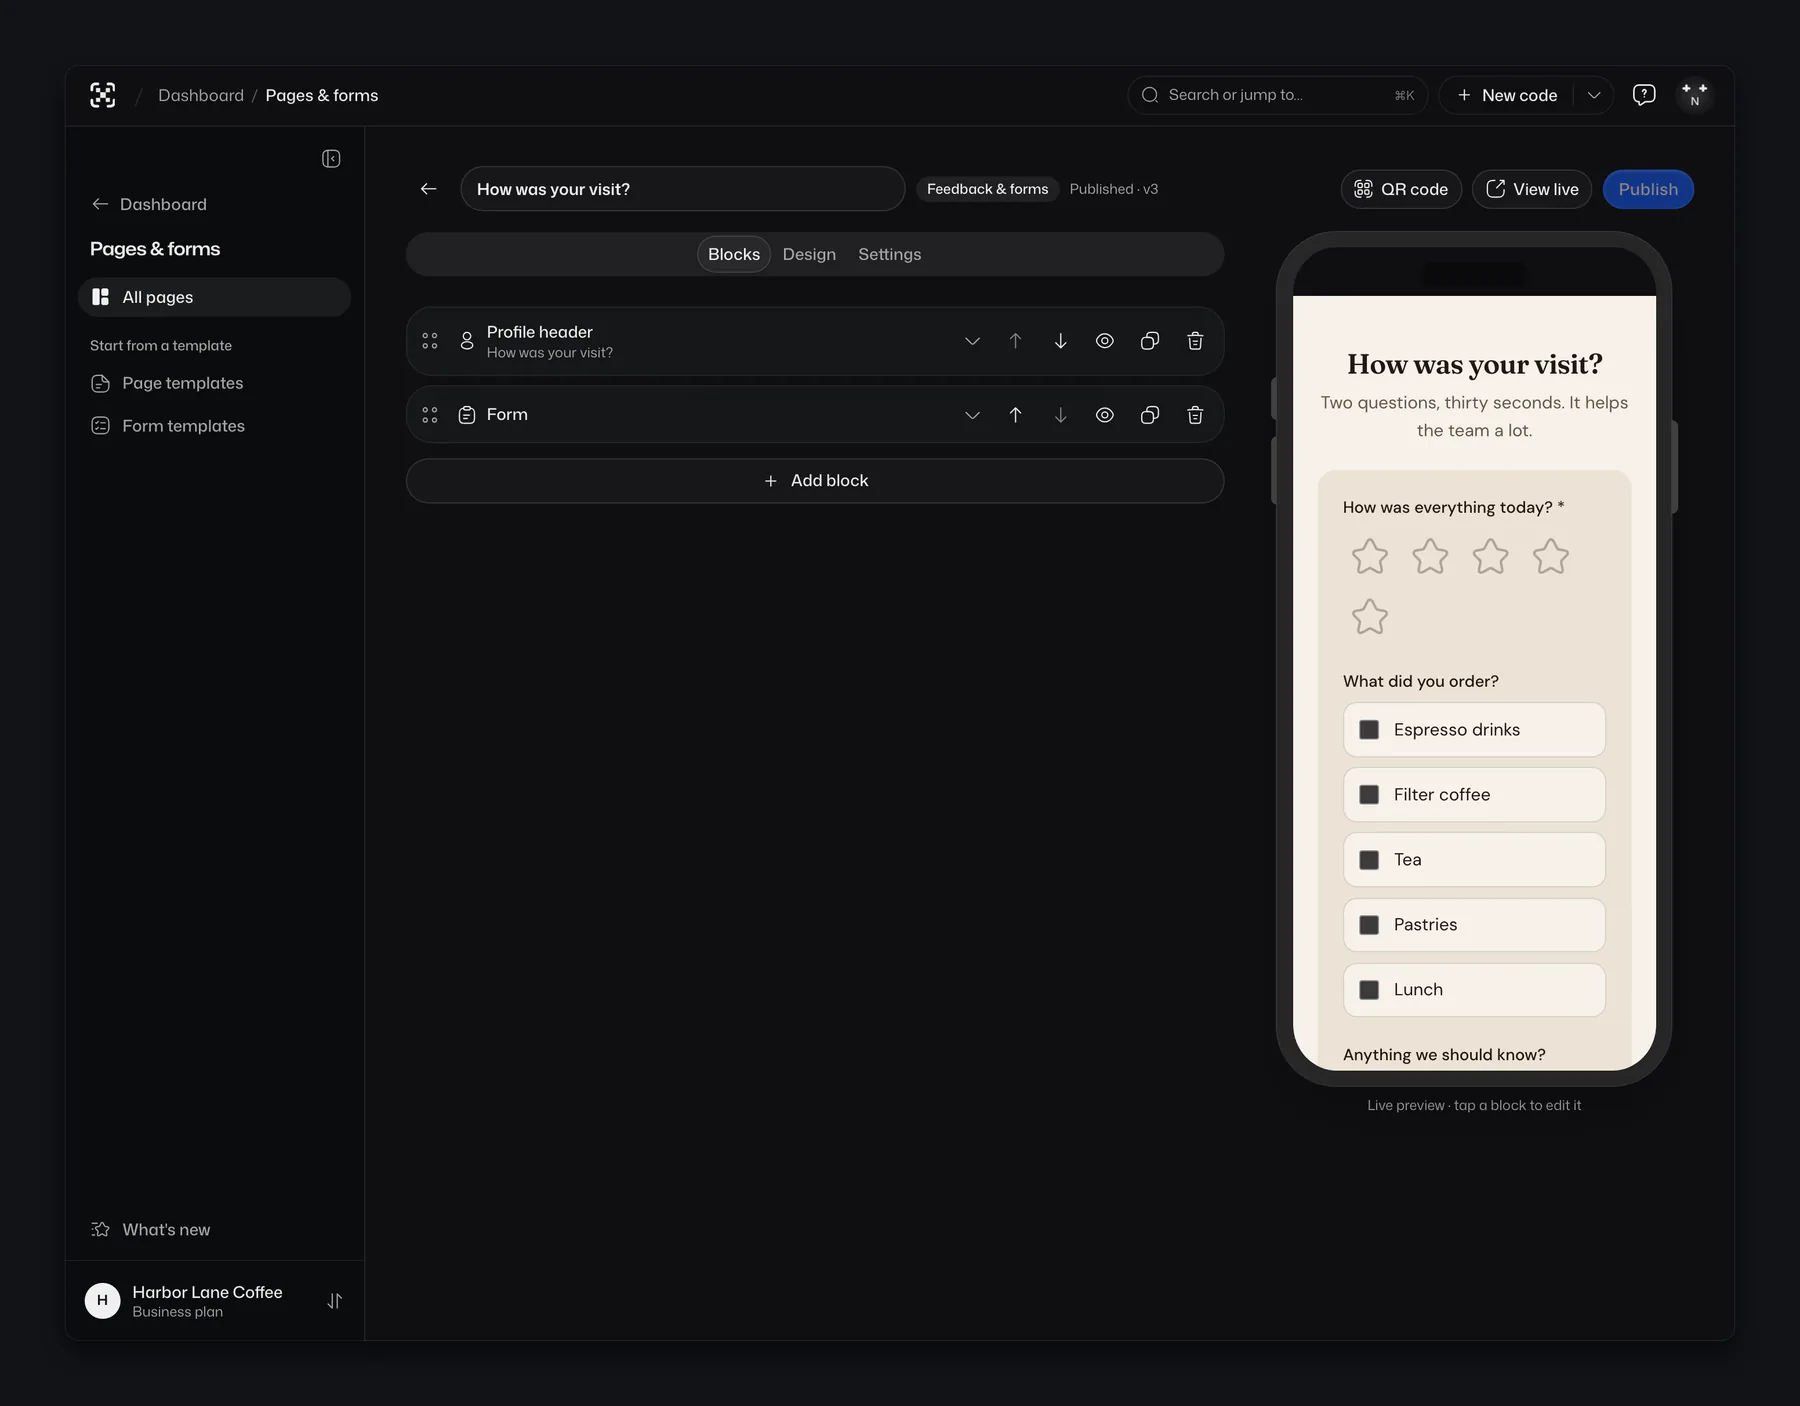 Dashboard / Pages & forms
Search or jump to...
⌘K
New code
N
Dashboard
Pages & forms
All pages
Start from a template
Page templates
Form templates
What's new
H
Harbor Lane Coffee
Business plan
How was your visit?
Feedback & forms
Published · v3
QR code
View live
Publish
Blocks
Design
Settings
Profile header
How was your visit?
Form
Add block
How was your visit?
Two questions, thirty seconds. It helps
the team a lot.
How was everything today? *
What did you order?
Espresso drinks
Filter coffee
Tea
Pastries
Lunch
Anything we should know?
Live preview · tap a block to edit it